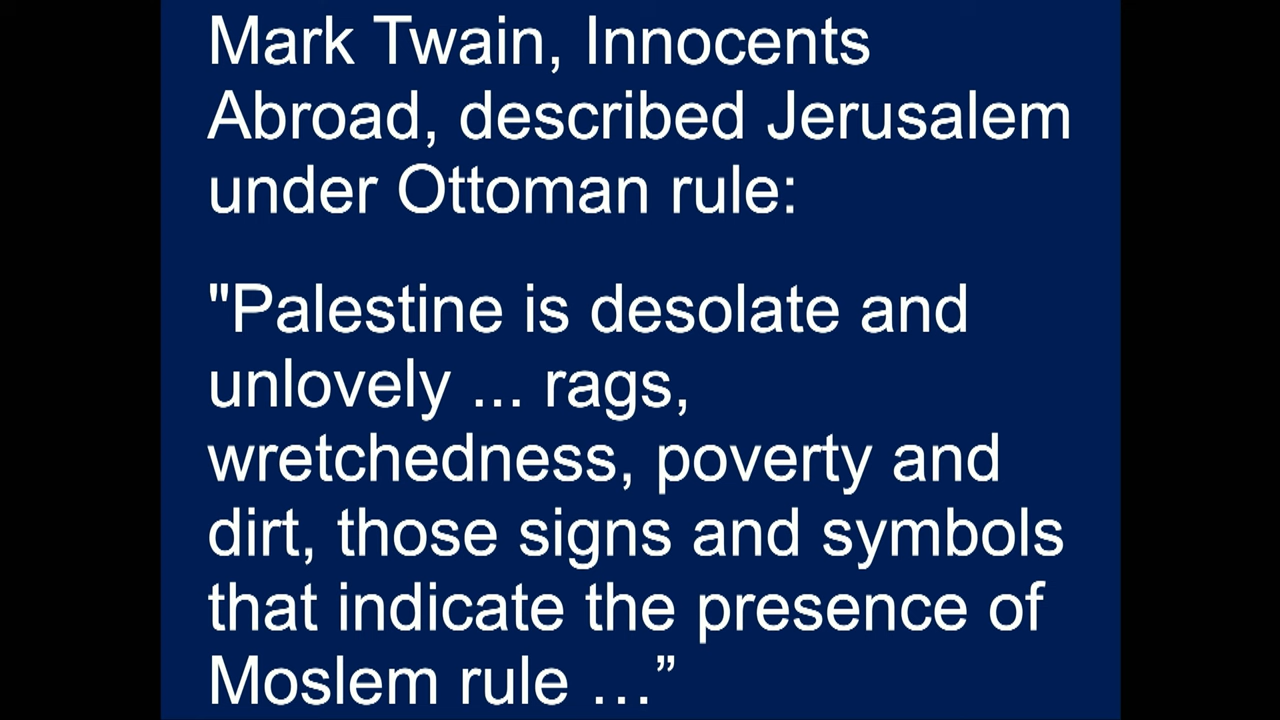 Mark Twain, Innocents
Abroad, described Jerusalem
under Ottoman rule:
"Palestine is desolate and
unlovely ... rags,
wretchedness, poverty and
dirt, those signs and symbols
that indicate the presence of
Moslem rule …”